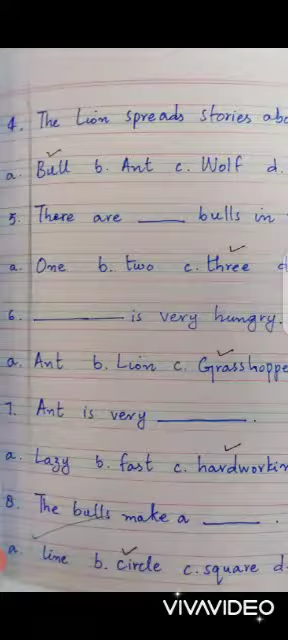 4. The Lion spreads stories abo
a. Bull b. Ant c. Wolf d.
5. There are ____ bulls in
a. One b. two c. three d
6. ________ is very hungry.
a. Ant b. Lion c. Grasshoppe
7. Ant is very ________.
a. Lazy b. fast c. hardworkin
8. The bulls make a ____.
a. line b. circle c. square d.
VIVAVIDEO